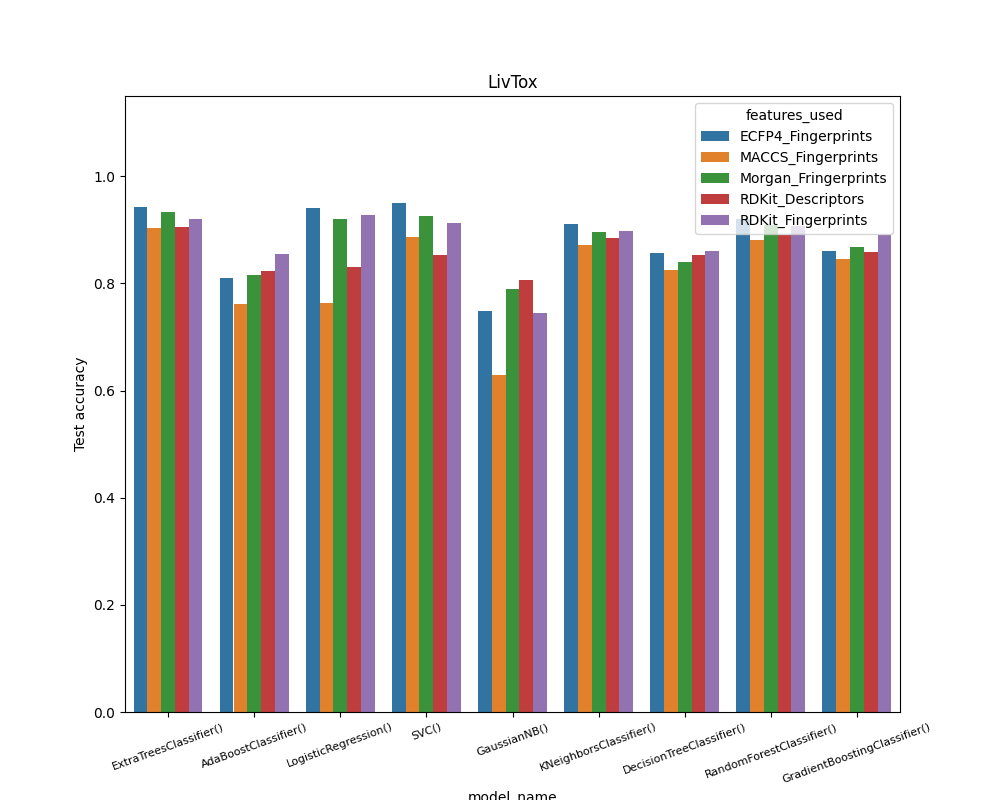 LivTox
features_used
ECFP4_Fingerprints
MACCS_Fingerprints
Morgan_Fringerprints
RDKit_Descriptors
RDKit_Fingerprints
Test accuracy
1.0
0.8
0.6
0.4
0.2
0.0
ExtraTreesClassifier()
AdaBoostClassifier()
LogisticRegression()
SVC()
GaussianNB()
KNeighborsClassifier()
DecisionTreeClassifier()
RandomForestClassifier()
GradientBoostingClassifier()
model_name